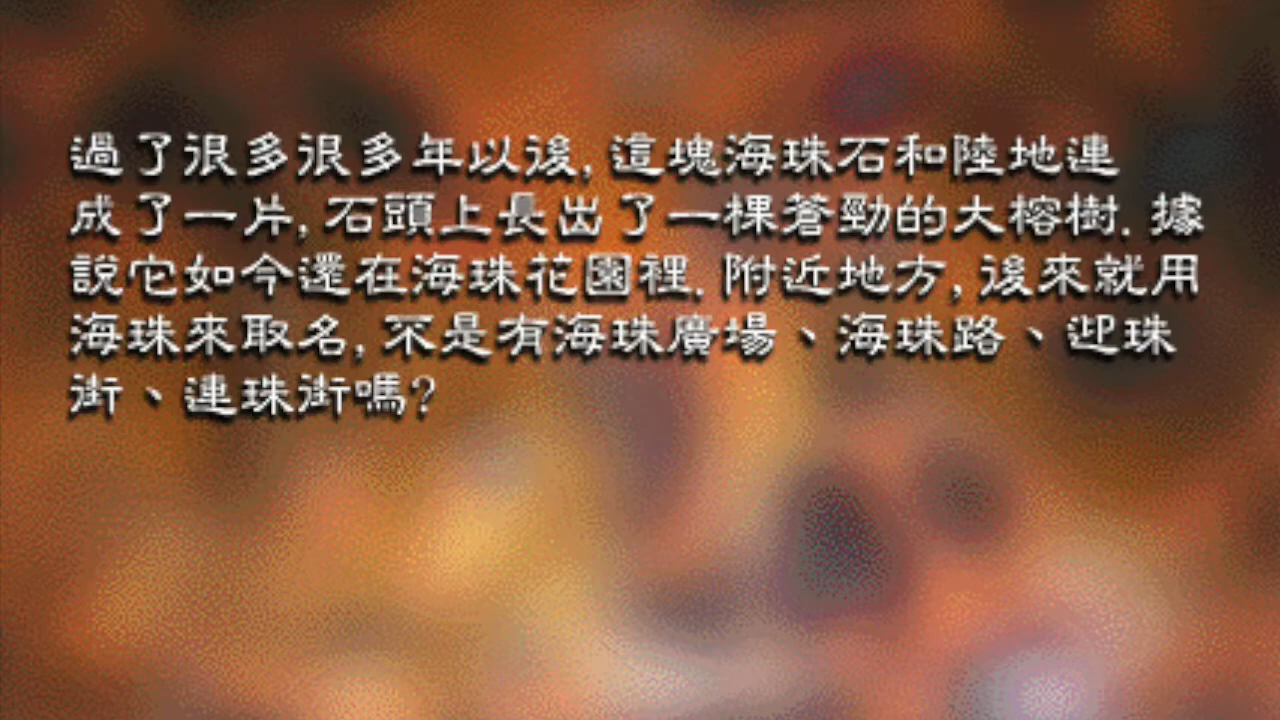 過了很多很多年以後,這塊海珠石和陸地連
成了一片,石頭上長出了一棵蒼勁的大榕樹.據
說它如今還在海珠花園裡.附近地方,後來就用
海珠來取名,不是有海珠廣場、海珠路、迎珠
街、連珠街嗎?